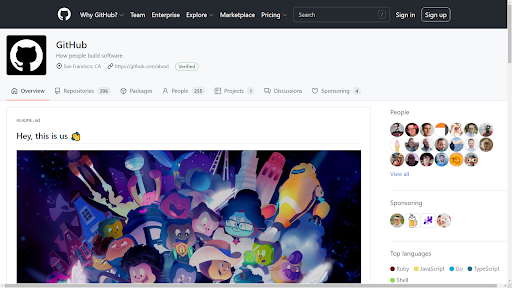 Why GitHub? Team Enterprise Explore Marketplace Pricing Search / Sign in Sign up
GitHub
How people build software.
San Francisco, CA https://github.com/about Verified
Overview Repositories 396 Packages People 255 Projects 1 Discussions Sponsoring 4
README.md
Hey, this is us 👏
People
View all
Sponsoring
Top languages
Ruby JavaScript Go TypeScript
Shell